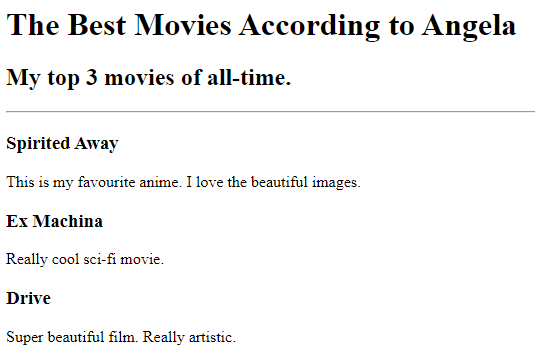 The Best Movies According to Angela
My top 3 movies of all-time.
Spirited Away
This is my favourite anime. I love the beautiful images.
Ex Machina
Really cool sci-fi movie.
Drive
Super beautiful film. Really artistic.